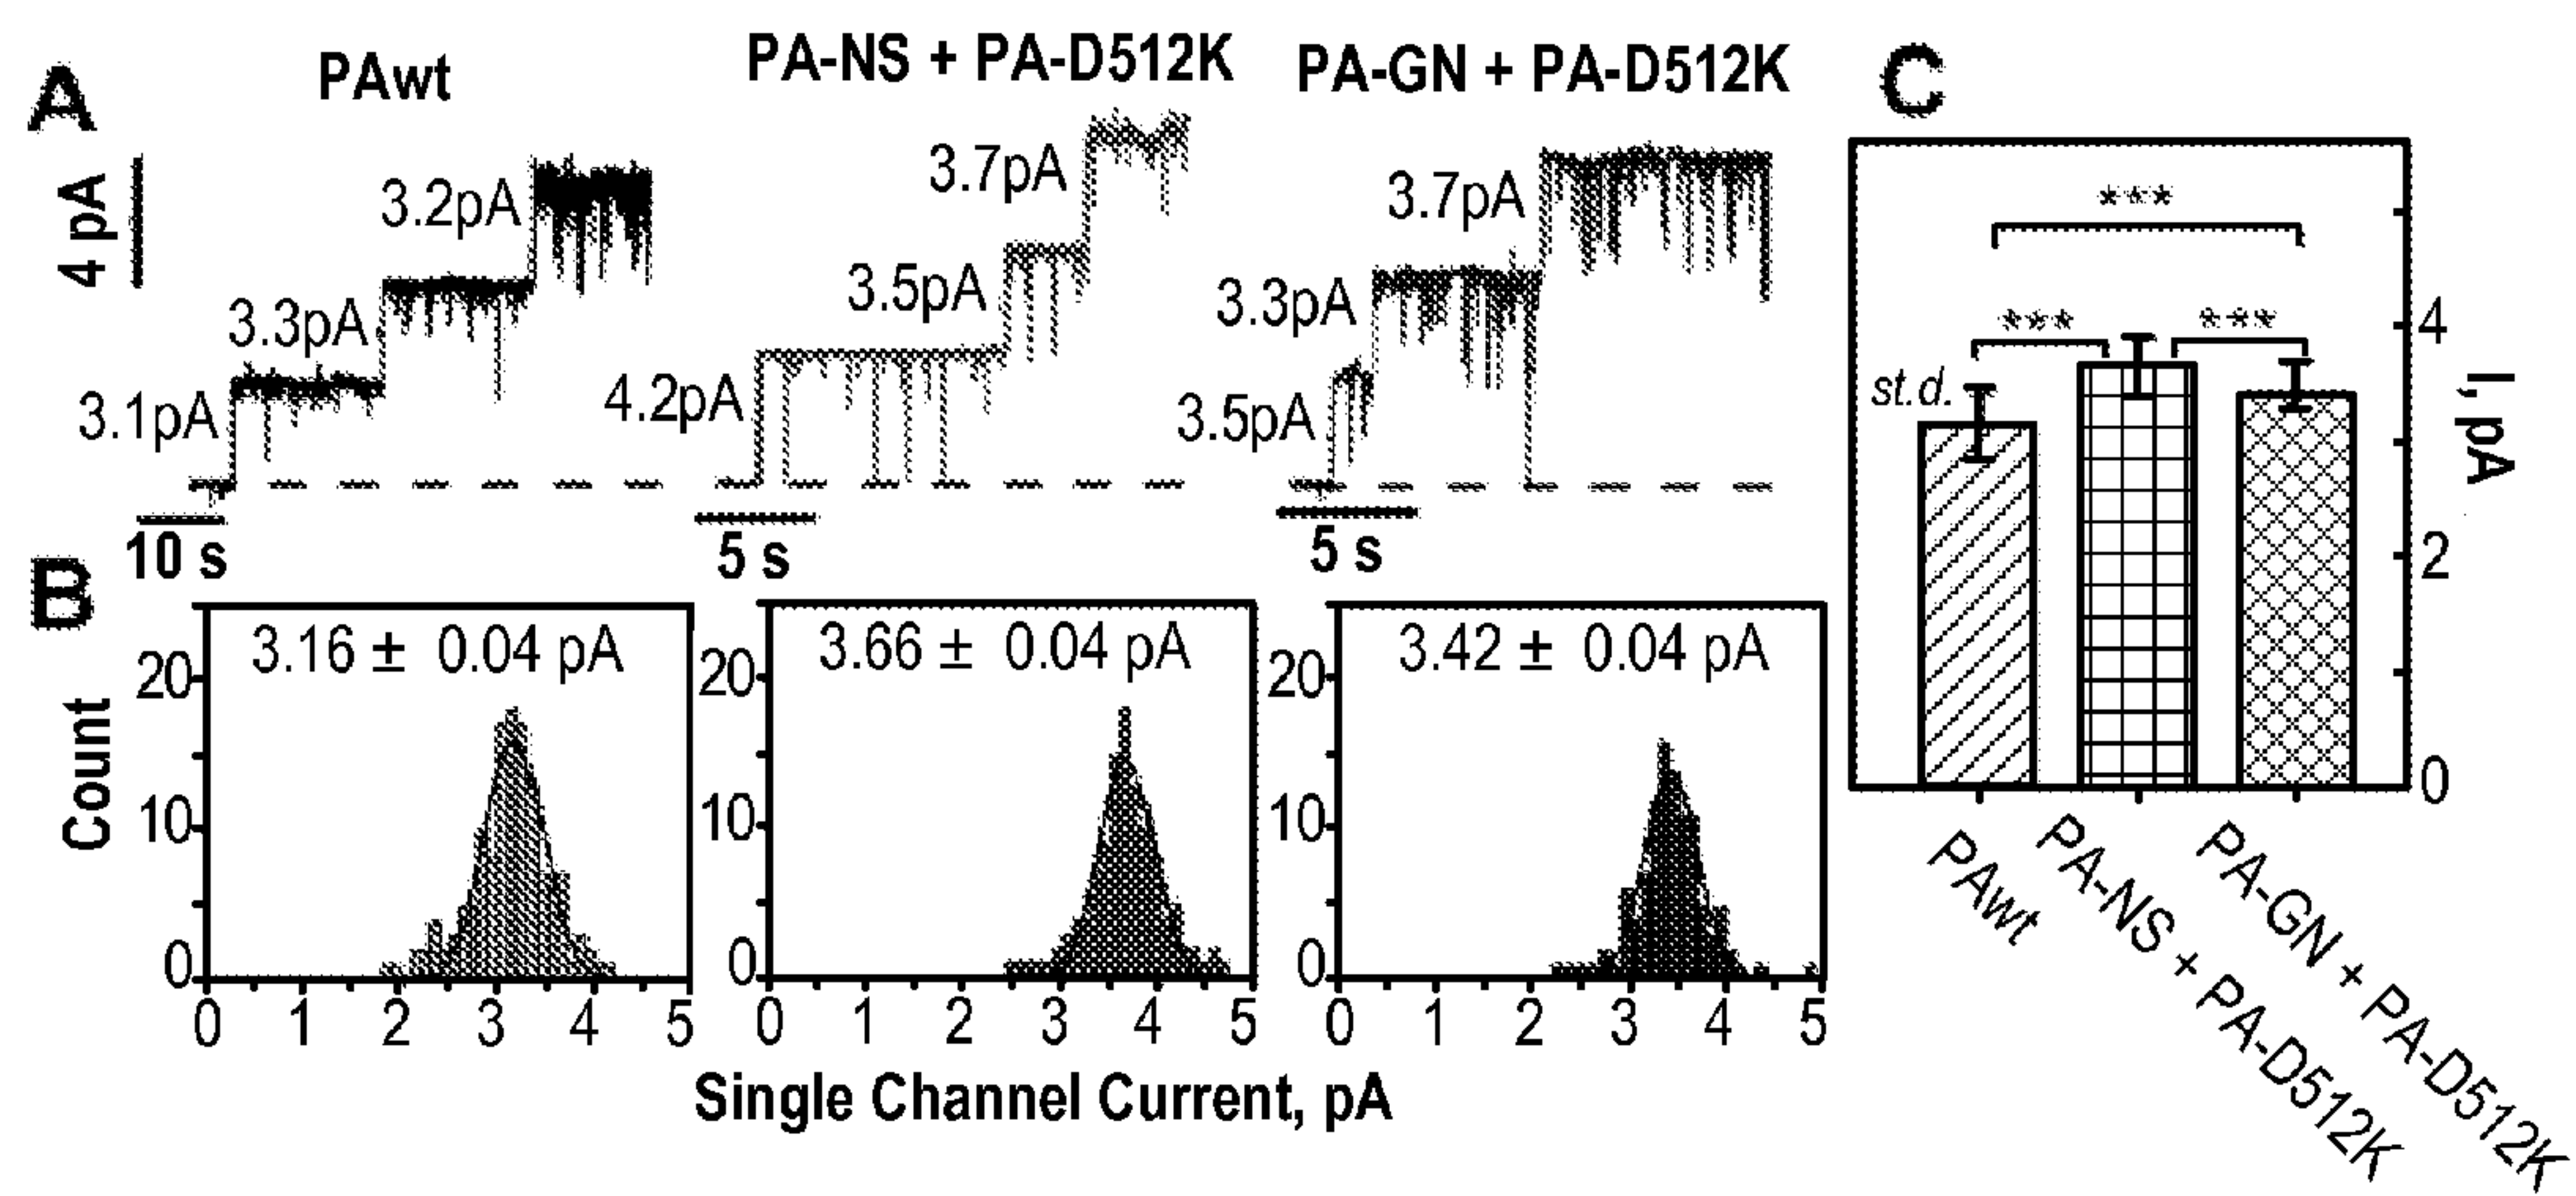 A
PAwt
PA-NS + PA-D512K
PA-GN + PA-D512K
C
4 pA
3.1pA
3.3pA
3.2pA
10 s
4.2pA
3.5pA
3.7pA
5 s
3.5pA
3.3pA
3.7pA
5 s
***
***
***
st.d.
4
2
0
I, pA
PAwt
PA-NS + PA-D512K
PA-GN + PA-D512K
B
Count
3.16 ± 0.04 pA
20
10
0
0 1 2 3 4 5
3.66 ± 0.04 pA
20
10
0
0 1 2 3 4 5
3.42 ± 0.04 pA
20
10
0
0 1 2 3 4 5
Single Channel Current, pA